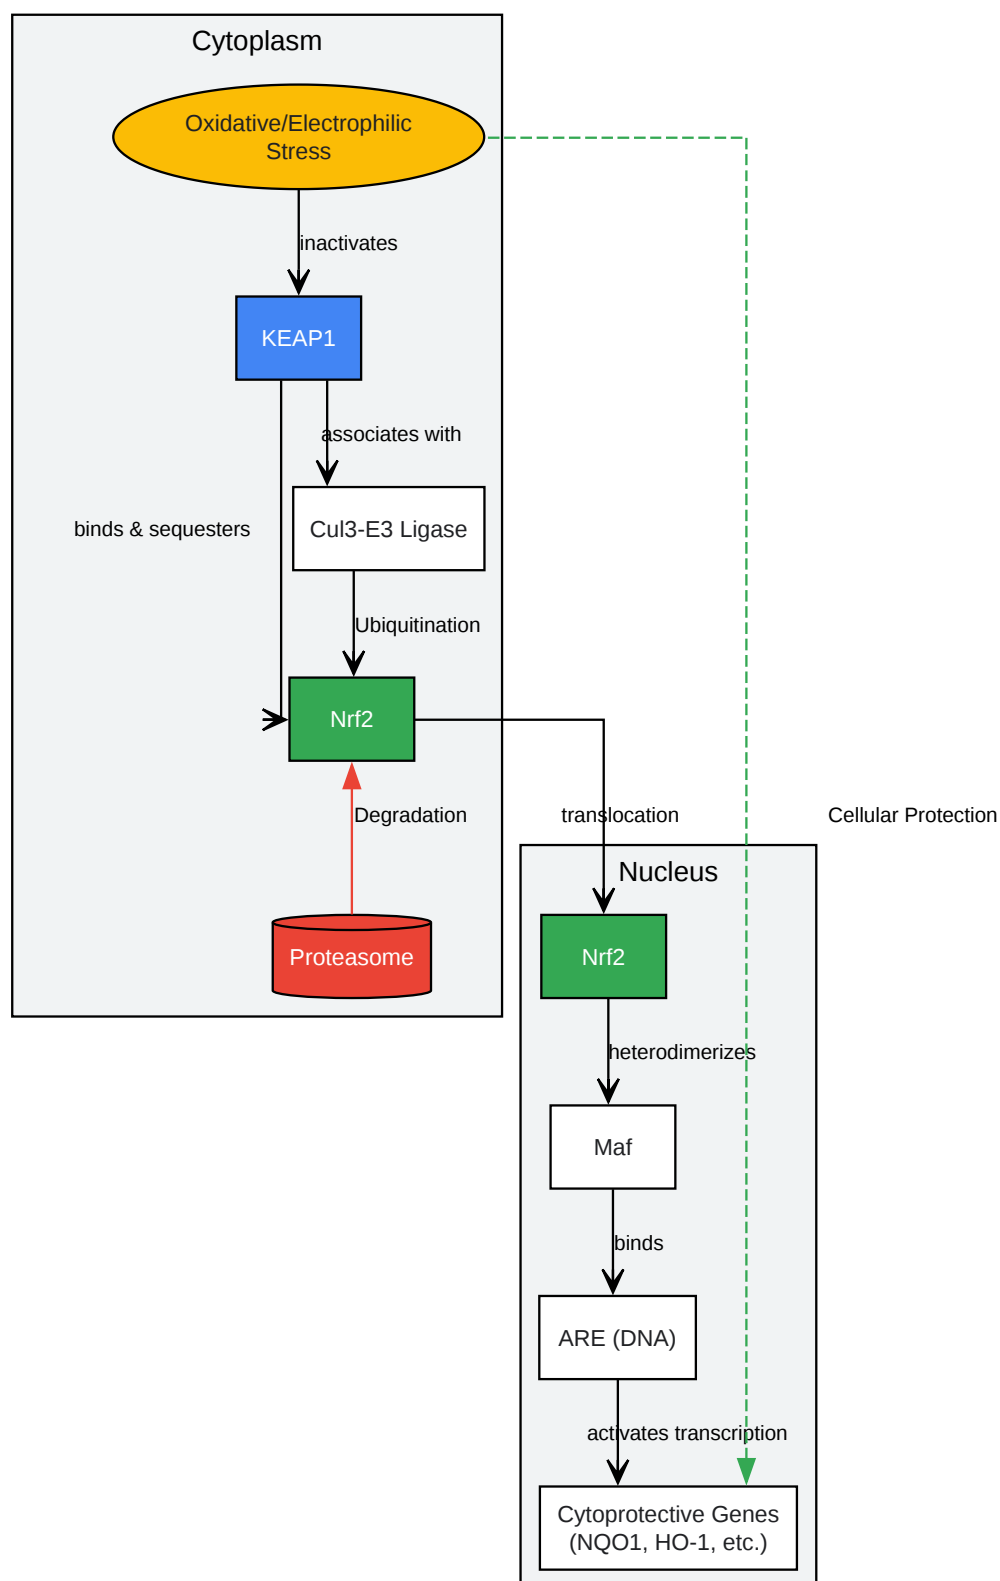 Cytoplasm
Oxidative/Electrophilic
Stress
inactivates
KEAP1
associates with
binds & sequesters
Cul3-E3 Ligase
Ubiquitination
Nrf2
Degradation
translocation
Cellular Protection
Nucleus
Proteasome
Nrf2
heterodimerizes
Maf
binds
ARE (DNA)
activates transcription
Cytoprotective Genes
(NQO1, HO-1, etc.)